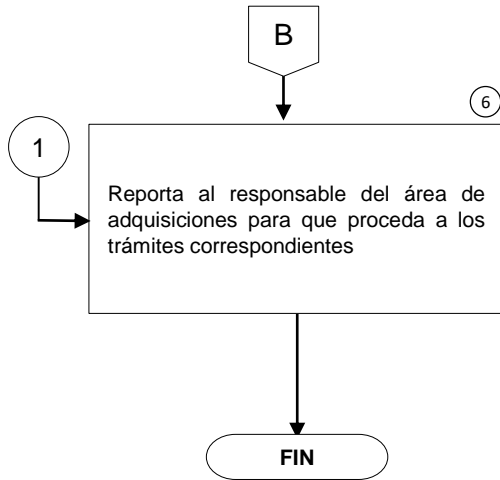 B
6
1
Reporta al responsable del área de
adquisiciones para que proceda a los
trámites correspondientes
FIN